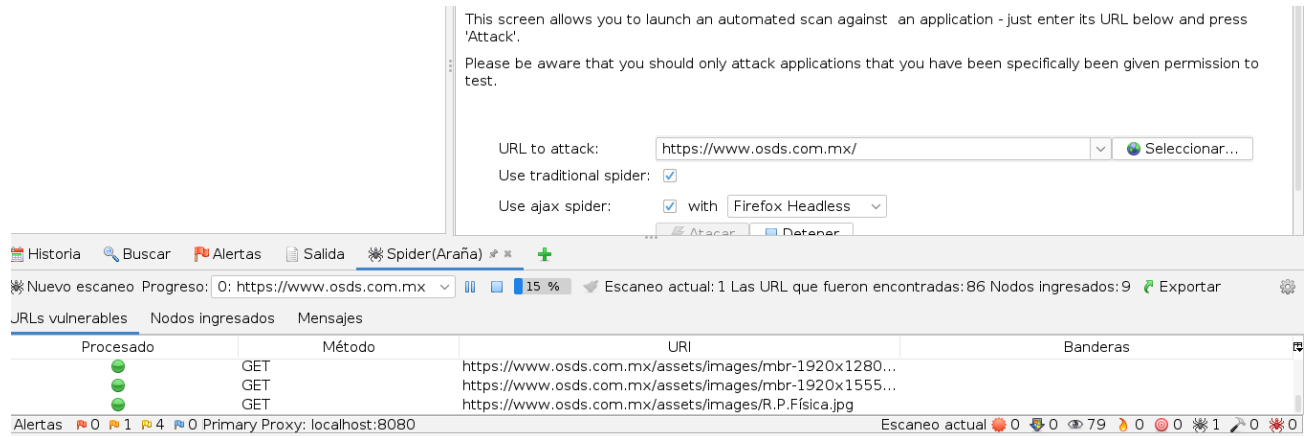 This screen allows you to launch an automated scan against an application - just enter its URL below and press
'Attack'.
Please be aware that you should only attack applications that you have been specifically been given permission to
test.
URL to attack: https://www.osds.com.mx/ Seleccionar...
Use traditional spider:
Use ajax spider: with Firefox Headless
Atacar Detener
Historia Buscar Alertas Salida Spider(Araña)
Nuevo escaneo Progreso: 0: https://www.osds.com.mx 15 % Escaneo actual: 1 Las URL que fueron encontradas: 86 Nodos ingresados: 9 Exportar
URLs vulnerables Nodos ingresados Mensajes
Procesado Método URI Banderas
GET https://www.osds.com.mx/assets/images/mbr-1920x1280...
GET https://www.osds.com.mx/assets/images/mbr-1920x1555...
GET https://www.osds.com.mx/assets/images/R.P.Física.jpg
Alertas 0 1 4 0 Primary Proxy: localhost:8080 Escaneo actual 0 0 79 0 0 1 0 0